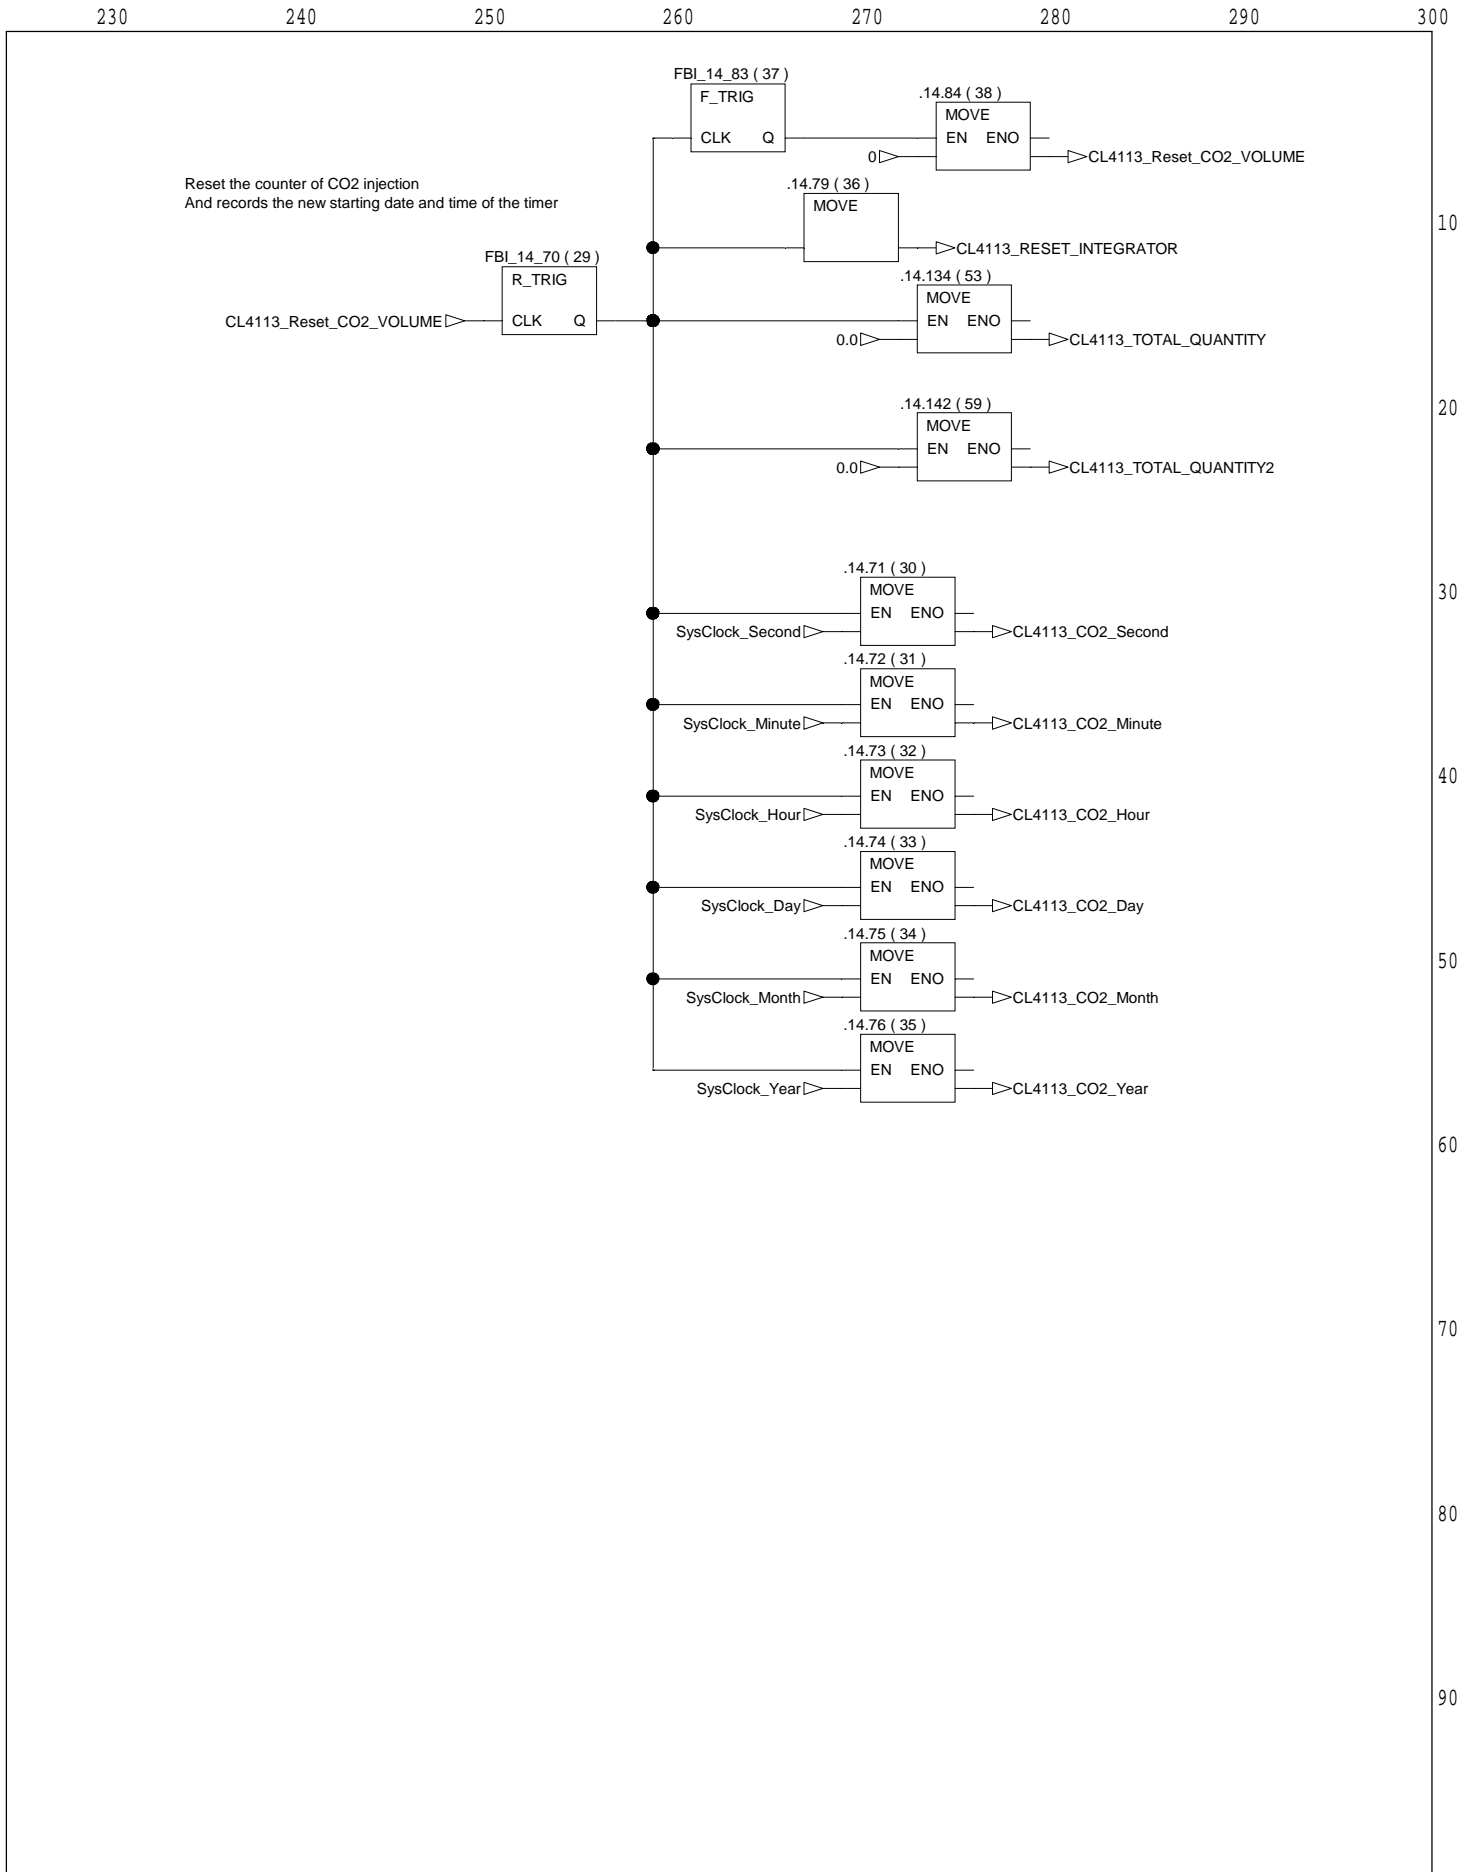 230 240 250 260 270 280 290 300
FBI_14_83 ( 37 )
F_TRIG
CLK Q
.14.84 ( 38 )
MOVE
EN ENO
0
CL4113_Reset_CO2_VOLUME
Reset the counter of CO2 injection
And records the new starting date and time of the timer
.14.79 ( 36 )
MOVE
CL4113_RESET_INTEGRATOR
10
FBI_14_70 ( 29 )
R_TRIG
CL4113_Reset_CO2_VOLUME
CLK Q
.14.134 ( 53 )
MOVE
EN ENO
0.0
CL4113_TOTAL_QUANTITY
20
.14.142 ( 59 )
MOVE
EN ENO
0.0
CL4113_TOTAL_QUANTITY2
30
.14.71 ( 30 )
MOVE
EN ENO
SysClock_Second
CL4113_CO2_Second
.14.72 ( 31 )
MOVE
EN ENO
SysClock_Minute
CL4113_CO2_Minute
.14.73 ( 32 )
MOVE
40
EN ENO
SysClock_Hour
CL4113_CO2_Hour
.14.74 ( 33 )
MOVE
EN ENO
SysClock_Day
CL4113_CO2_Day
.14.75 ( 34 )
MOVE
50
EN ENO
SysClock_Month
CL4113_CO2_Month
.14.76 ( 35 )
MOVE
EN ENO
SysClock_Year
CL4113_CO2_Year
60
70
80
90